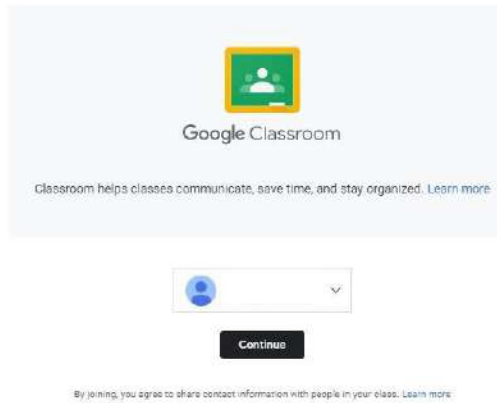 Google Classroom
Classroom helps classes communicate, save time, and stay organized. Learn more
Continue
By joining, you agree to share contact information with people in your class. Learn more